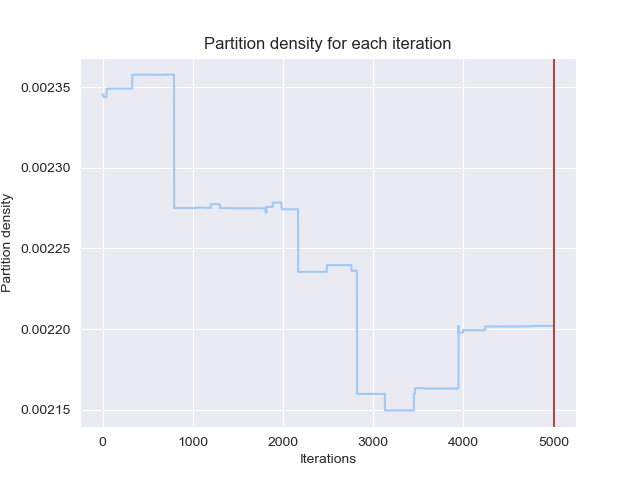 Partition density for each iteration
Partition density
0.00235
0.00230
0.00225
0.00220
0.00215
0 1000 2000 3000 4000 5000
Iterations